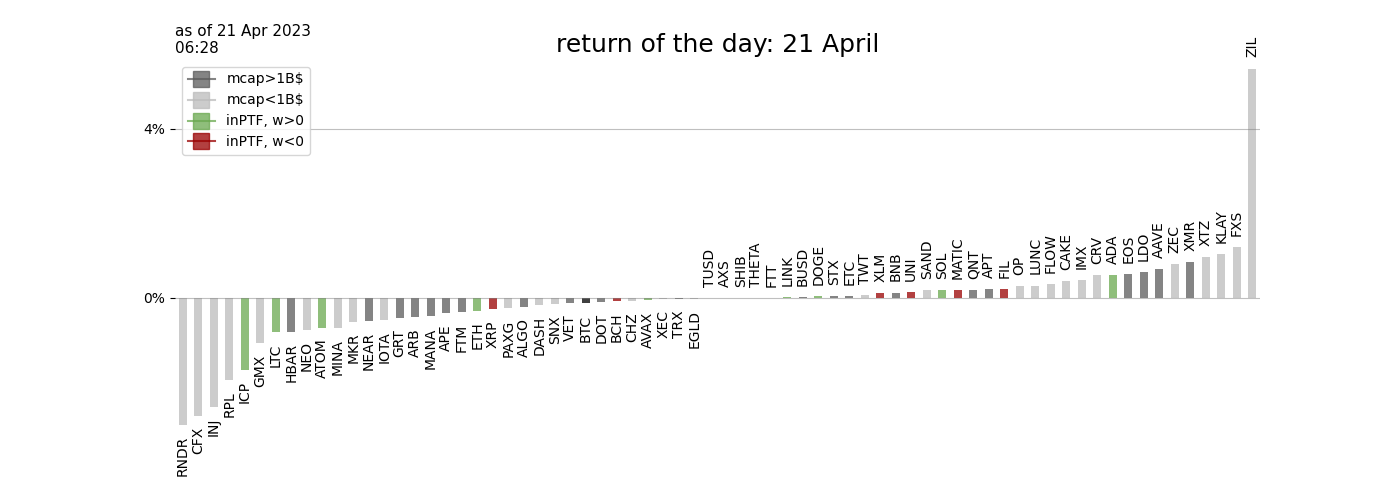 as of 21 Apr 2023
06:28
return of the day: 21 April
mcap>1B$
mcap<1B$
inPTF, w>0
inPTF, w<0
4%
0%
RNDR
CFX
INJ
RPL
ICP
GMX
LTC
HBAR
NEO
ATOM
MINA
MKR
NEAR
IOTA
GRT
ARB
MANA
APE
FTM
ETH
XRP
PAXG
ALGO
DASH
SNX
VET
BTC
DOT
BCH
CHZ
AVAX
XEC
TRX
EGLD
TUSD
AXS
SHIB
THETA
FTT
LINK
BUSD
DOGE
STX
ETC
TWT
XLM
BNB
UNI
SAND
SOL
MATIC
QNT
APT
FIL
OP
LUNC
FLOW
CAKE
IMX
CRV
ADA
EOS
LDO
AAVE
ZEC
XMR
XTZ
KLAY
FXS
ZIL